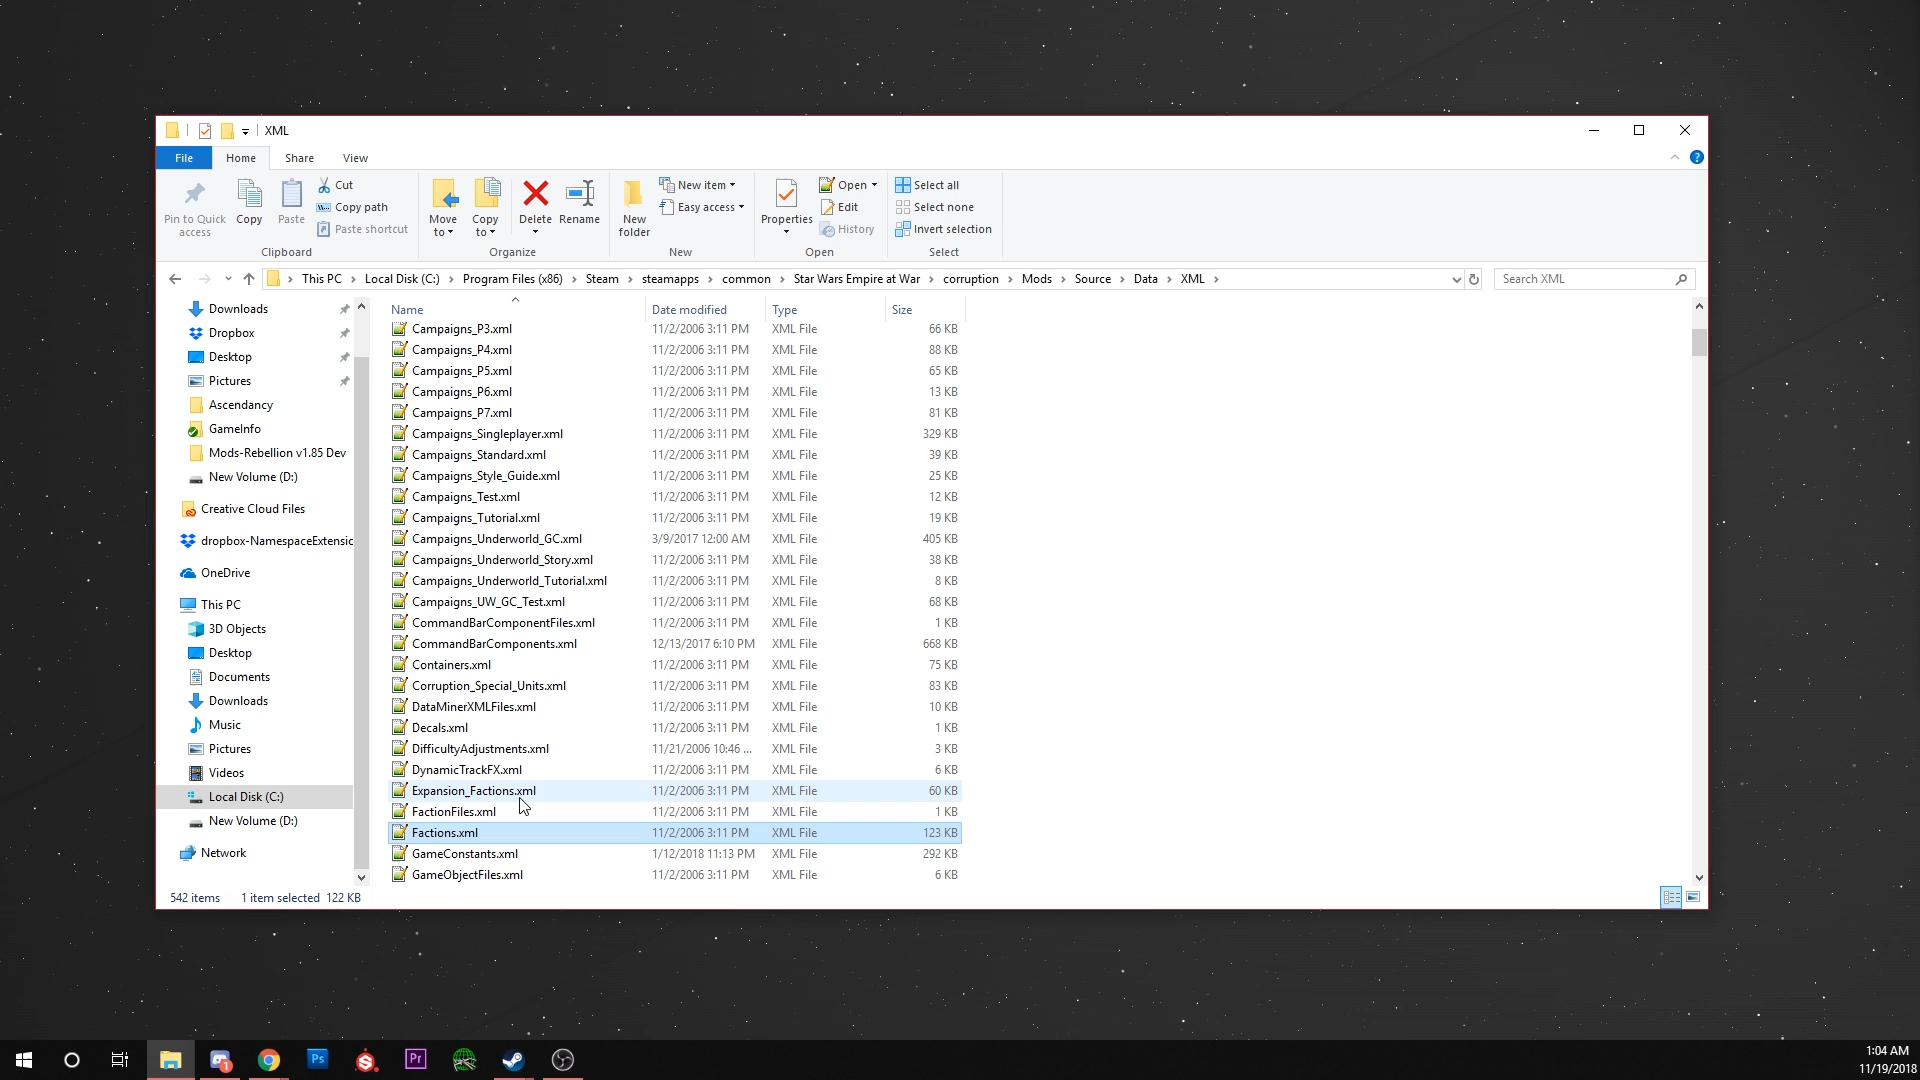 XML
File Home Share View
Pin to Quick access
Copy
Paste
Cut
Copy path
Paste shortcut
Clipboard
Move to
Copy to
Delete
Rename
Organize
New folder
New item
Easy access
New
Properties
Open
Edit
History
Open
Select all
Select none
Invert selection
Select
This PC > Local Disk (C:) > Program Files (x86) > Steam > steamapps > common > Star Wars Empire at War > corruption > Mods > Source > Data > XML >
Search XML
Downloads
Dropbox
Desktop
Pictures
Ascendancy
GameInfo
Mods-Rebellion v1.85 Dev
New Volume (D:)
Creative Cloud Files
dropbox-NamespaceExtensic
OneDrive
This PC
3D Objects
Desktop
Documents
Downloads
Music
Pictures
Videos
Local Disk (C:)
New Volume (D:)
Network
Name Date modified Type Size
Campaigns_P3.xml 11/2/2006 3:11 PM XML File 66 KB
Campaigns_P4.xml 11/2/2006 3:11 PM XML File 88 KB
Campaigns_P5.xml 11/2/2006 3:11 PM XML File 65 KB
Campaigns_P6.xml 11/2/2006 3:11 PM XML File 13 KB
Campaigns_P7.xml 11/2/2006 3:11 PM XML File 81 KB
Campaigns_Singleplayer.xml 11/2/2006 3:11 PM XML File 329 KB
Campaigns_Standard.xml 11/2/2006 3:11 PM XML File 39 KB
Campaigns_Style_Guide.xml 11/2/2006 3:11 PM XML File 25 KB
Campaigns_Test.xml 11/2/2006 3:11 PM XML File 12 KB
Campaigns_Tutorial.xml 11/2/2006 3:11 PM XML File 19 KB
Campaigns_Underworld_GC.xml 3/9/2017 12:00 AM XML File 405 KB
Campaigns_Underworld_Story.xml 11/2/2006 3:11 PM XML File 38 KB
Campaigns_Underworld_Tutorial.xml 11/2/2006 3:11 PM XML File 8 KB
Campaigns_UW_GC_Test.xml 11/2/2006 3:11 PM XML File 68 KB
CommandBarComponentFiles.xml 11/2/2006 3:11 PM XML File 1 KB
CommandBarComponents.xml 12/13/2017 6:10 PM XML File 668 KB
Containers.xml 11/2/2006 3:11 PM XML File 75 KB
Corruption_Special_Units.xml 11/2/2006 3:11 PM XML File 83 KB
DataMinerXMLFiles.xml 11/2/2006 3:11 PM XML File 10 KB
Decals.xml 11/2/2006 3:11 PM XML File 1 KB
DifficultyAdjustments.xml 11/21/2006 10:46 ... XML File 3 KB
DynamicTrackFX.xml 11/2/2006 3:11 PM XML File 6 KB
Expansion_Factions.xml 11/2/2006 3:11 PM XML File 60 KB
FactionFiles.xml 11/2/2006 3:11 PM XML File 1 KB
Factions.xml 11/2/2006 3:11 PM XML File 123 KB
GameConstants.xml 1/12/2018 11:13 PM XML File 292 KB
GameObjectFiles.xml 11/2/2006 3:11 PM XML File 6 KB
542 items 1 item selected 122 KB
Ps
Pr
1
1:04 AM
11/19/2018